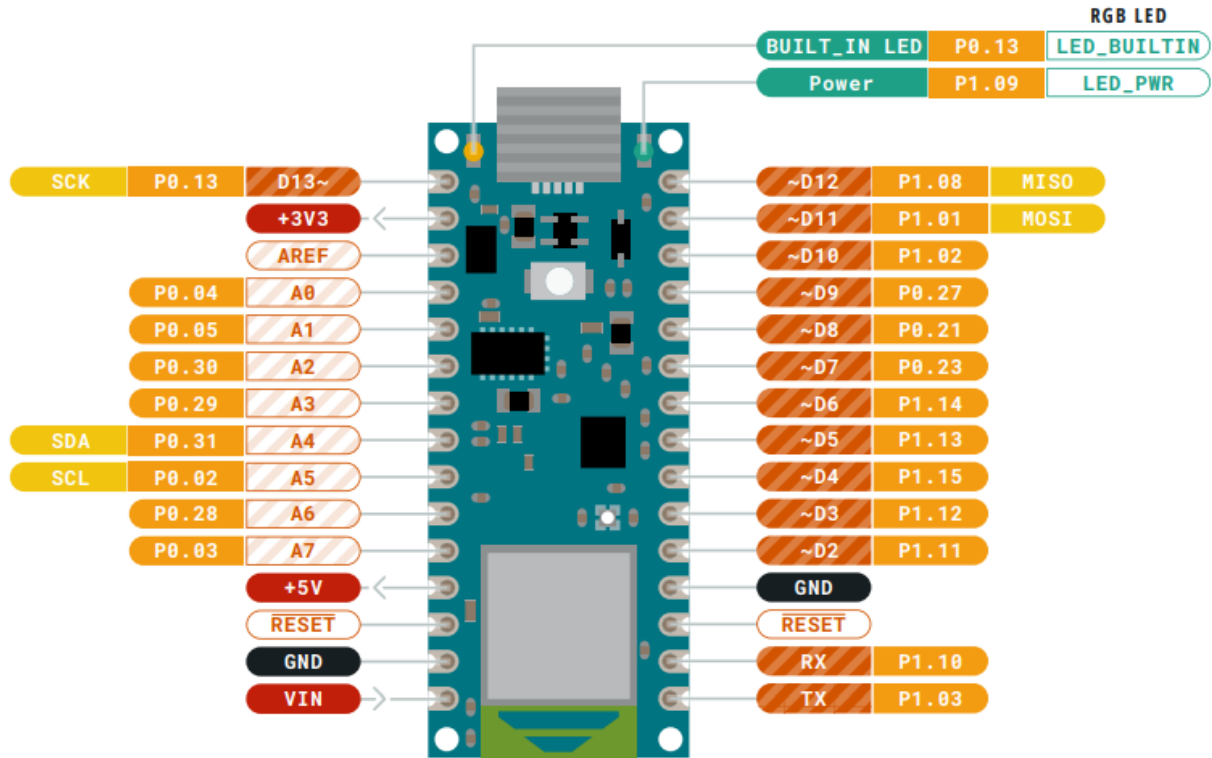 RGB LED
BUILT_IN LED P0.13 LED_BUILTIN
Power P1.09 LED_PWR
SCK P0.13 D13~
+3V3
AREF
P0.04 A0
P0.05 A1
P0.30 A2
P0.29 A3
SDA P0.31 A4
SCL P0.02 A5
P0.28 A6
P0.03 A7
+5V
RESET
GND
VIN
~D12 P1.08 MISO
~D11 P1.01 MOSI
~D10 P1.02
~D9 P0.27
~D8 P0.21
~D7 P0.23
~D6 P1.14
~D5 P1.13
~D4 P1.15
~D3 P1.12
~D2 P1.11
GND
RESET
RX P1.10
TX P1.03